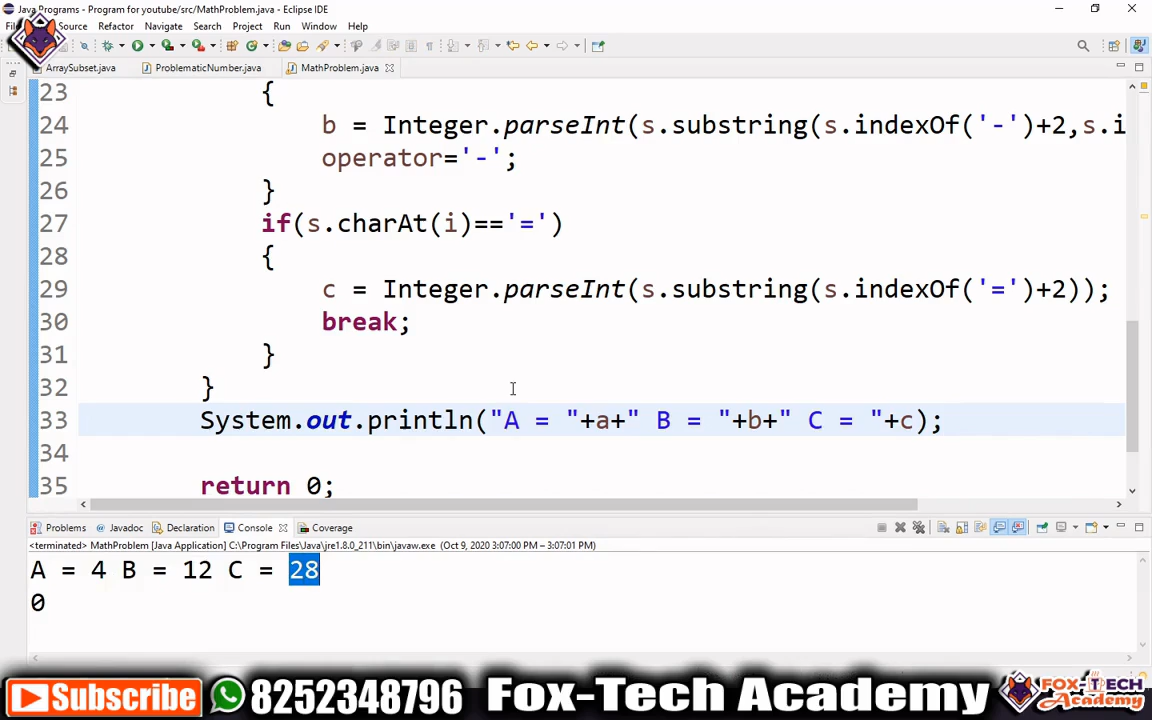 Java Programs - Program for youtube/src/MathProblem.java - Eclipse IDE
Source Refactor Navigate Search Project Run Window Help
ArraySubset.java ProblematicNumber.java MathProblem.java
23 {
24 b = Integer.parseInt(s.substring(s.indexOf('-')+2,s.i
25 operator='-';
26 }
27 if(s.charAt(i)=='=')
28 {
29 c = Integer.parseInt(s.substring(s.indexOf('=')+2));
30 break;
31 }
32 }
33 System.out.println("A = "+a+" B = "+b+" C = "+c);
34
35 return 0;
Problems Javadoc Declaration Console Coverage
<terminated> MathProblem [Java Application] C:\Program Files\Java\jre1.8.0_211\bin\javaw.exe (Oct 9, 2020 3:07:00 PM – 3:07:01 PM)
A = 4 B = 12 C = 28
0
Subscribe 8252348796 Fox-Tech Academy FOX-TECH
Academy